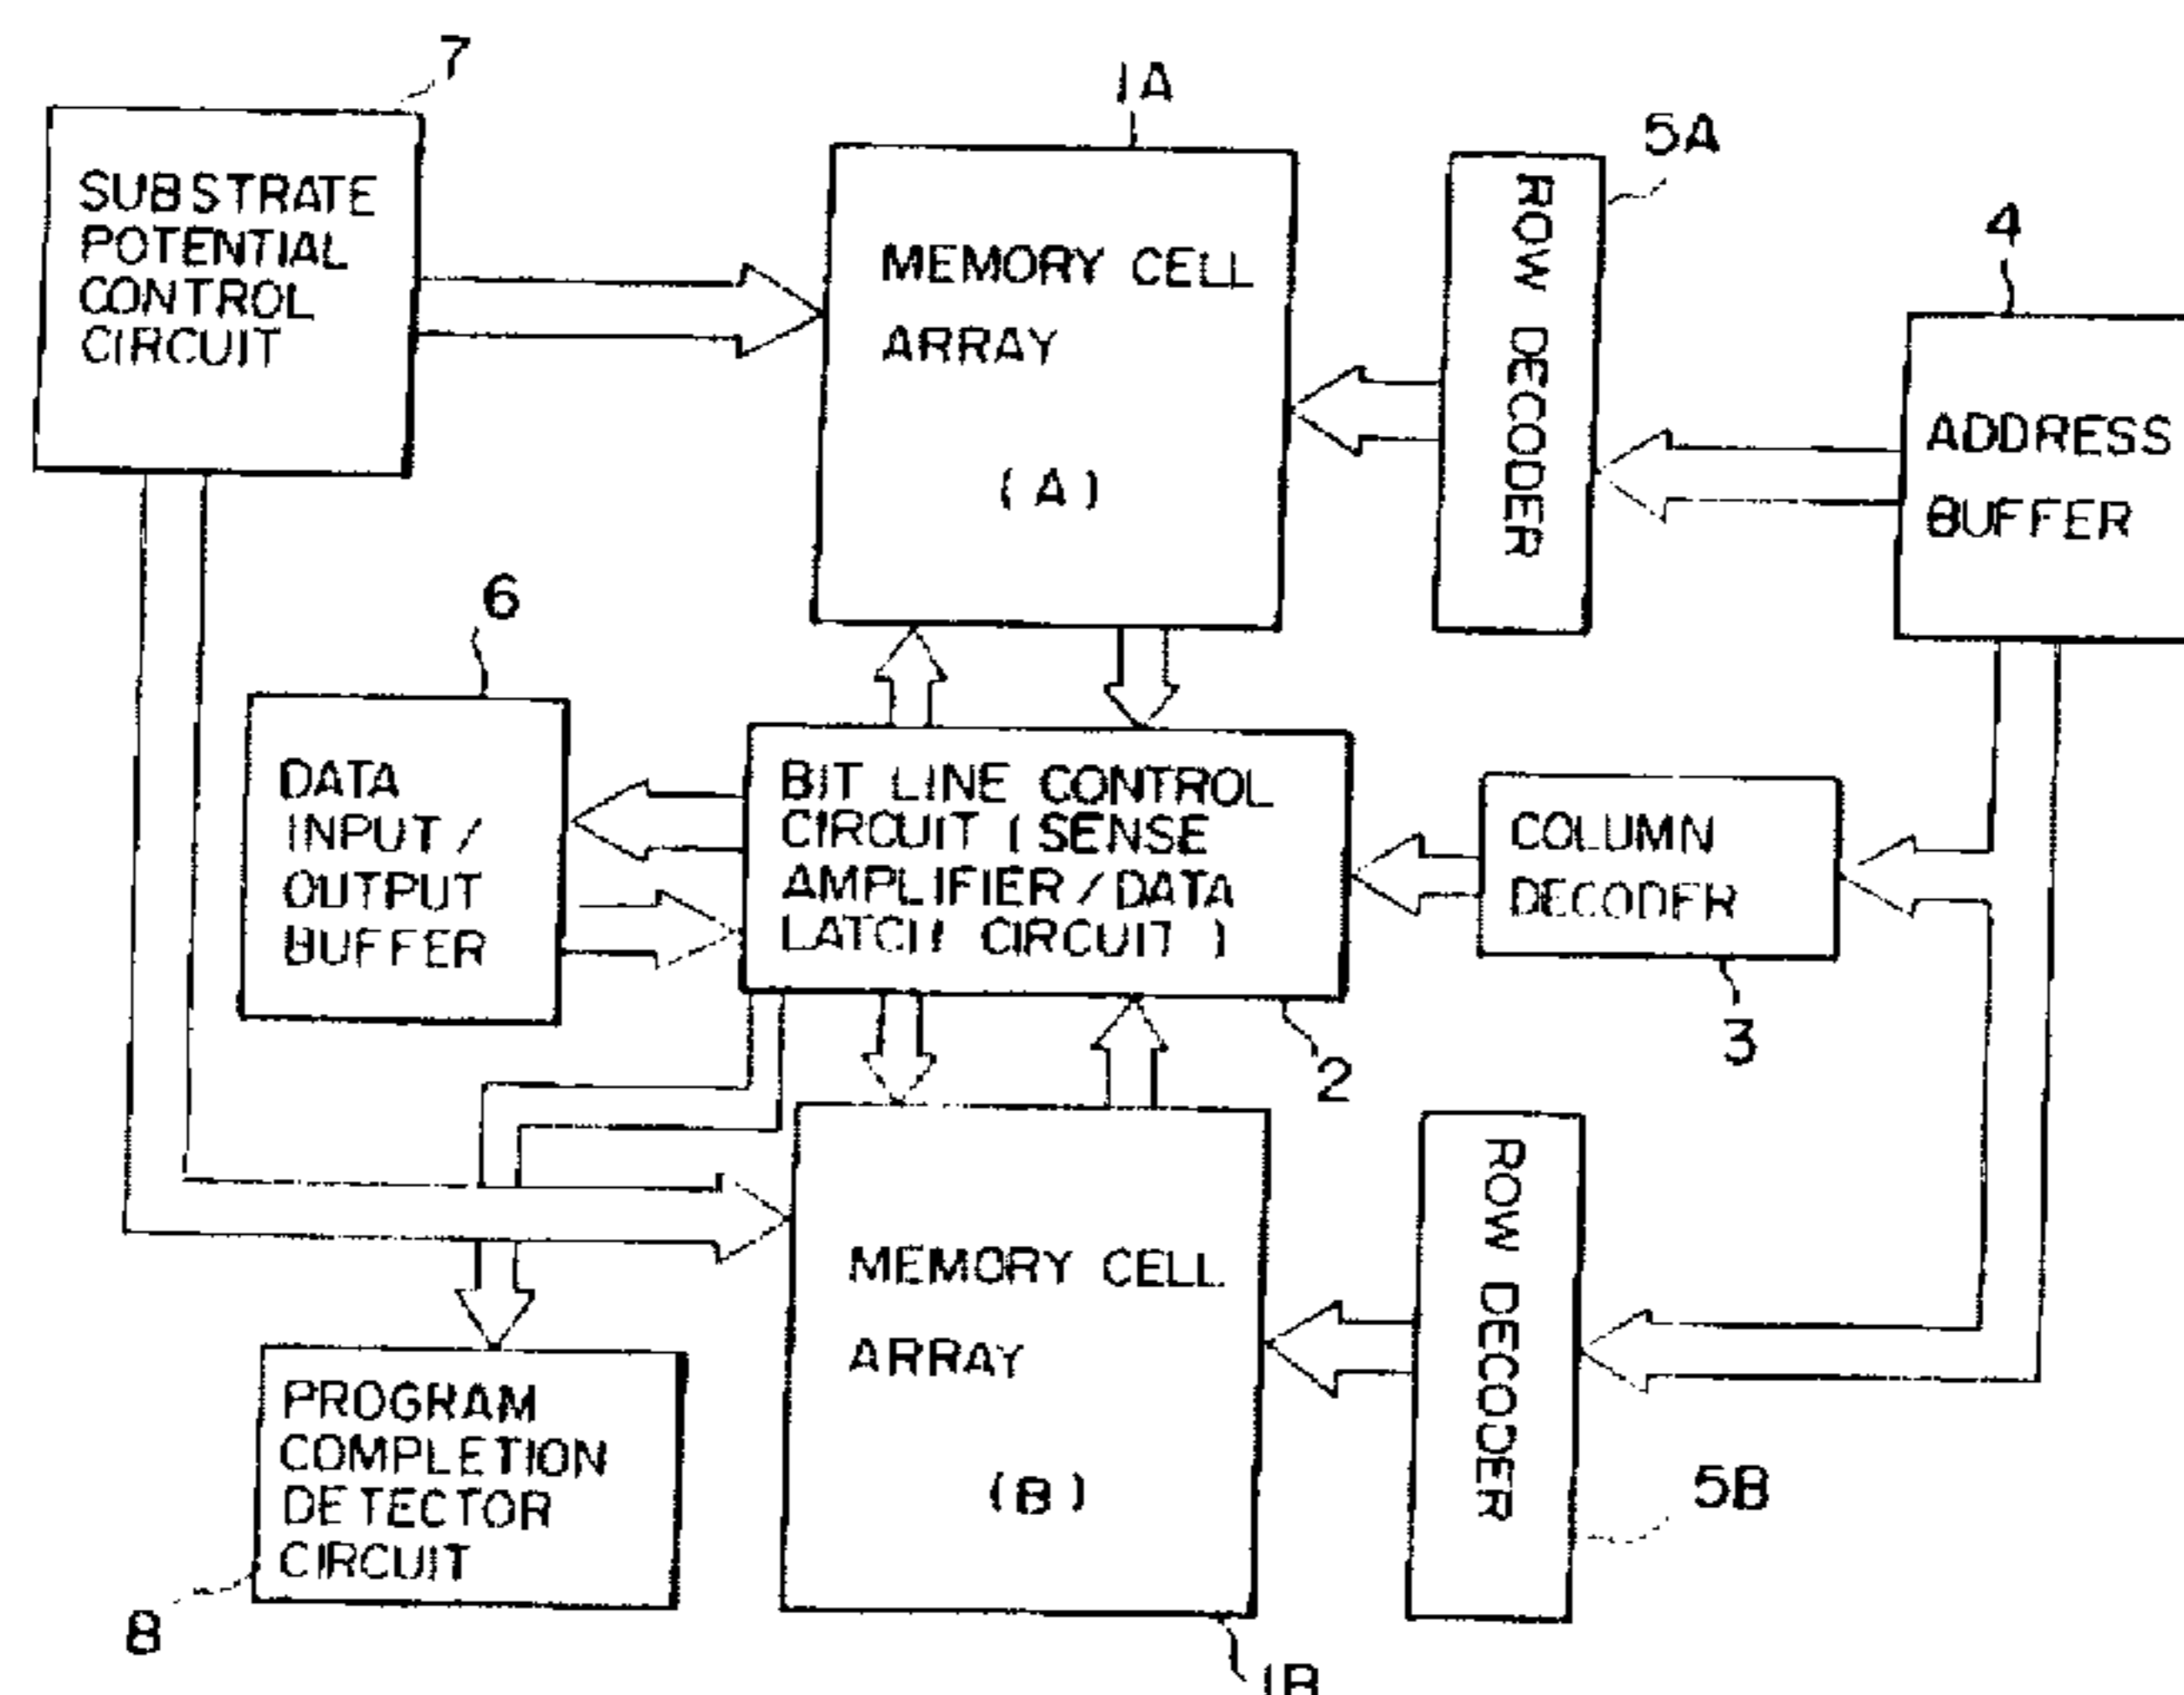 7
SUBSTRATE
POTENTIAL
CONTROL
CIRCUIT
1A
MEMORY CELL
ARRAY
(A)
5A
ROW DECODER
4
ADDRESS
BUFFER
6
DATA
INPUT/
OUTPUT
BUFFER
BIT LINE CONTROL
CIRCUIT (SENSE
AMPLIFIER/DATA
LATCH CIRCUIT)
2
COLUMN
DECODER
3
MEMORY CELL
ARRAY
(B)
1B
ROW DECODER
5B
PROGRAM
COMPLETION
DETECTOR
CIRCUIT
8